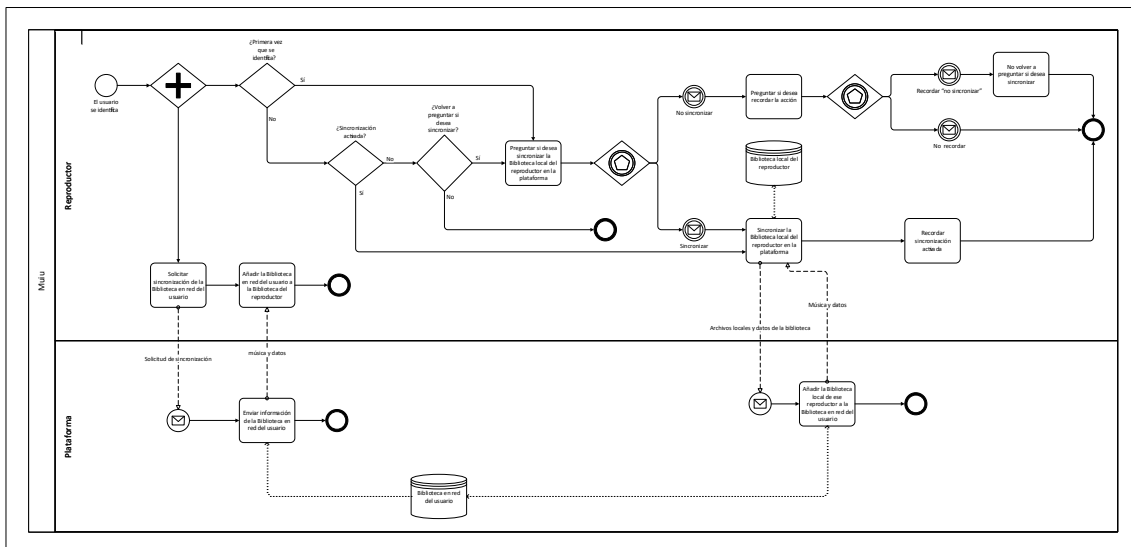 Muiu
Reproductor
Plataforma
El usuario
se identifica
¿Primera vez
que se
identifica?
Sí
No
¿Sincronización
activada?
No
Sí
¿Volver a
preguntar si
desea
sincronizar?
Sí
No
Preguntar si desea
sincronizar la
Biblioteca local del
reproductor en la
plataforma
No sincronizar
Sincronizar
Preguntar si desea
recordar la acción
Recordar "no sincronizar"
No recordar
No volver a
preguntar si desea
sincronizar
Biblioteca local del
reproductor
Sincronizar la
Biblioteca local del
reproductor en la
plataforma
Recordar
sincronización
activada
Solicitar
sincronización de la
Biblioteca en red del
usuario
Añadir la Biblioteca
en red del usuario a
la Biblioteca del
reproductor
Música y datos
Archivos locales y datos de la biblioteca
Solicitud de sincronización
música y datos
Enviar información
de la Biblioteca en
red del usuario
Añadir la Biblioteca
local de ese
reproductor a la
Biblioteca en red del
usuario
Biblioteca en red
del usuario